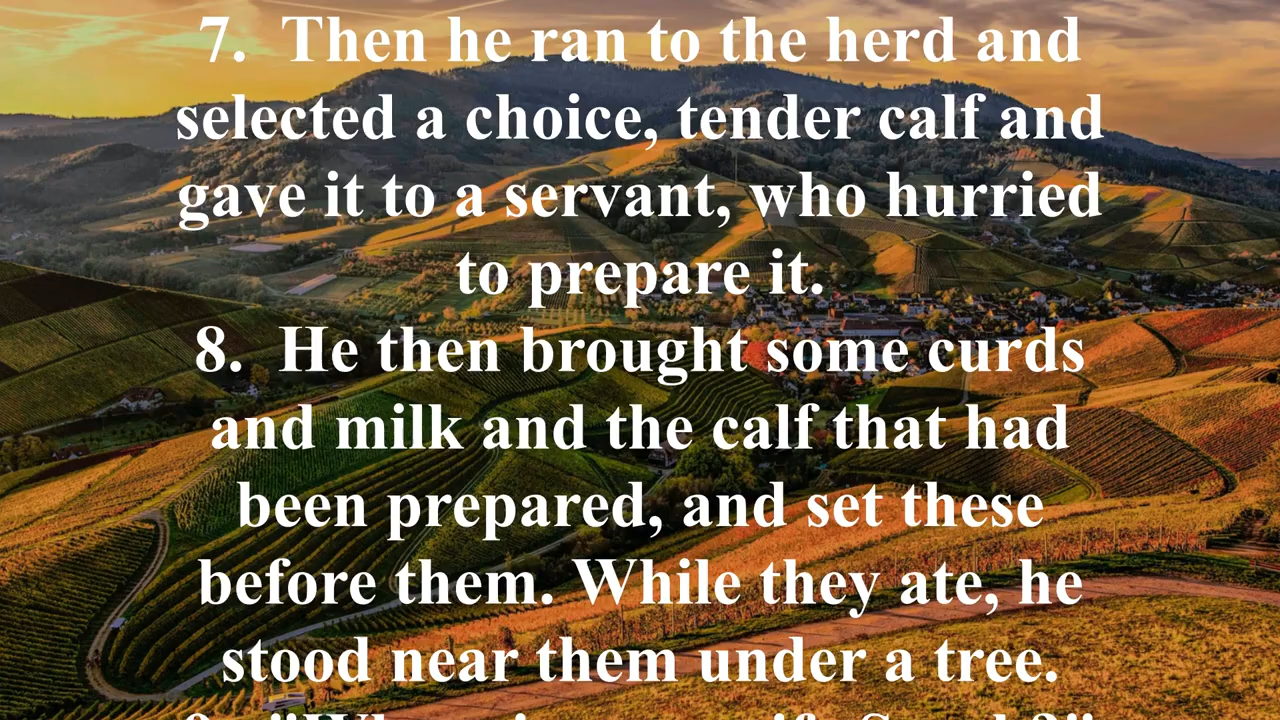 7.  Then he ran to the herd and
selected a choice, tender calf and
gave it to a servant, who hurried
to prepare it.
8.  He then brought some curds
and milk and the calf that had
been prepared, and set these
before them. While they ate, he
stood near them under a tree.